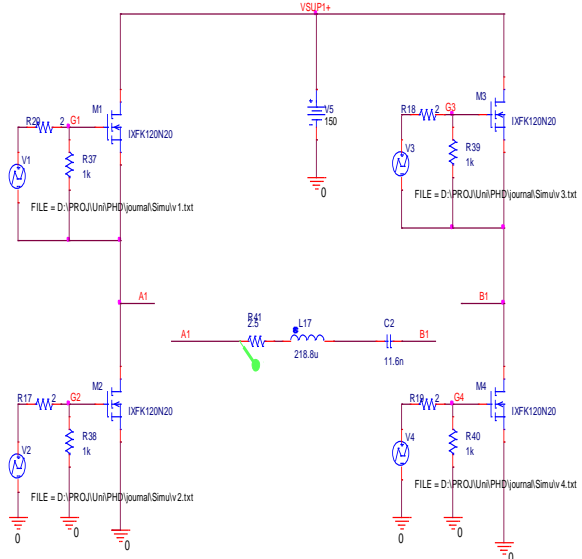 VSUP1+
M1
R29 2 G1
IXFK120N20
V5
150
M3
R18 2 G3
IXFK120N20
V1
R37
1k
V3
R39
1k
0
FILE = D:\PROJ\Uni\PHD\journal\Simu\v1.txt
FILE = D:\PROJ\Uni\PHD\journal\Simu\v3.txt
A1
B1
A1
R41
2.5
L17
218.8u
C2
11.6n
B1
M2
R17 2 G2
IXFK120N20
M4
R19 2 G4
IXFK120N20
V2
R38
1k
V4
R40
1k
FILE = D:\PROJ\Uni\PHD\journal\Simu\v2.txt
FILE = D:\PROJ\Uni\PHD\journal\Simu\v4.txt
0
0
0
0
0
0